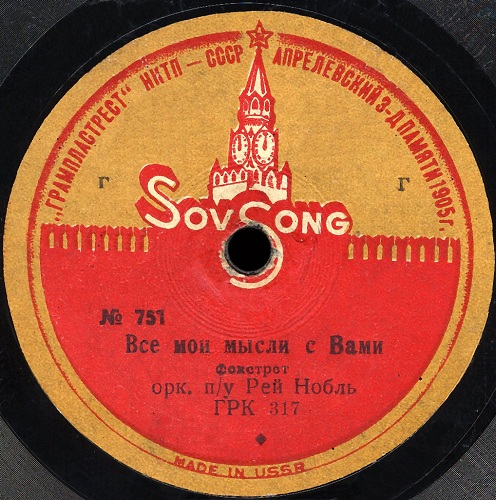 „ГРАМПЛАСТРЕСТ“ НКТП — СССР АПРЕЛЕВСКИЙ З-Д ПАМЯТИ 1905 г.
Г Г
SovSong
№ 751
Все мои мысли с Вами
фокстрот
орк. п/у Рей Нобль
ГРК 317
MADE IN USSR